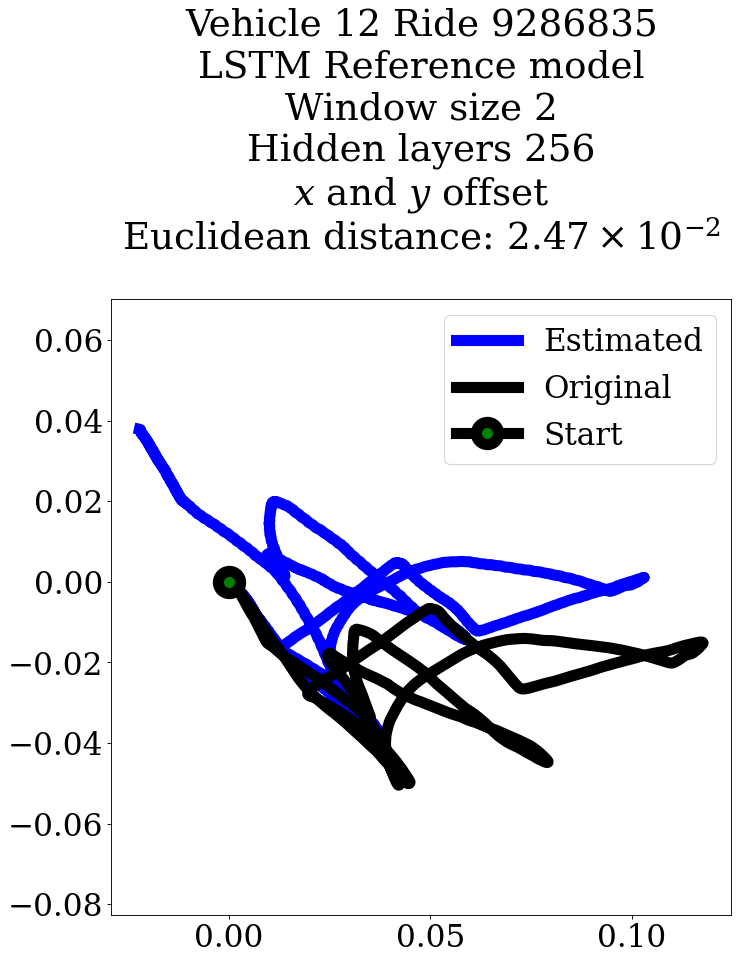 Vehicle 12 Ride 9286835
LSTM Reference model
Window size 2
Hidden layers 256
x and y offset
Euclidean distance: 2.47 × 10⁻²
Estimated
Original
Start
0.06
0.04
0.02
0.00
−0.02
−0.04
−0.06
−0.08
0.00 0.05 0.10